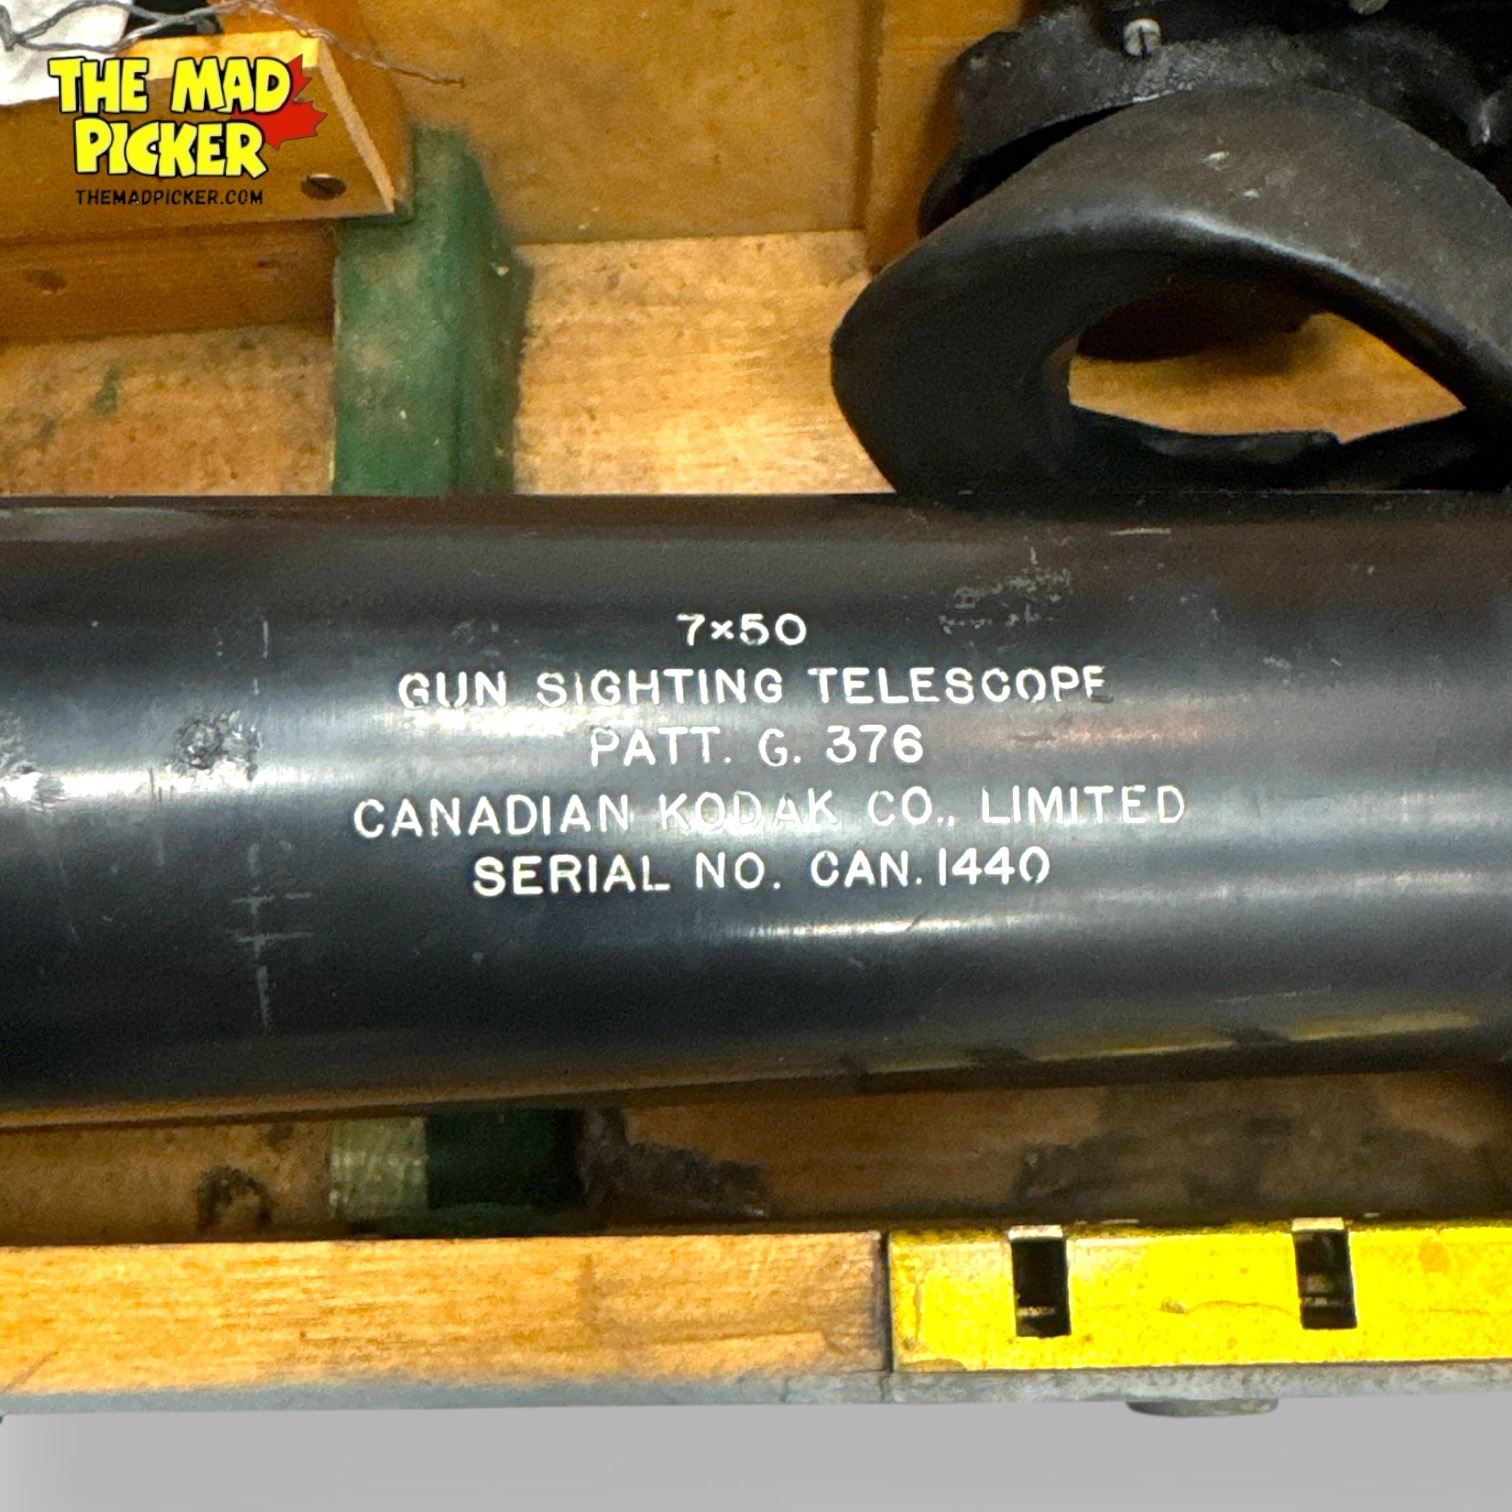 THE MAD
PICKER
THEMADPICKER.COM
7×50
GUN SIGHTING TELESCOPE
PATT. G. 376
CANADIAN KODAK CO., LIMITED
SERIAL NO. CAN. 1440